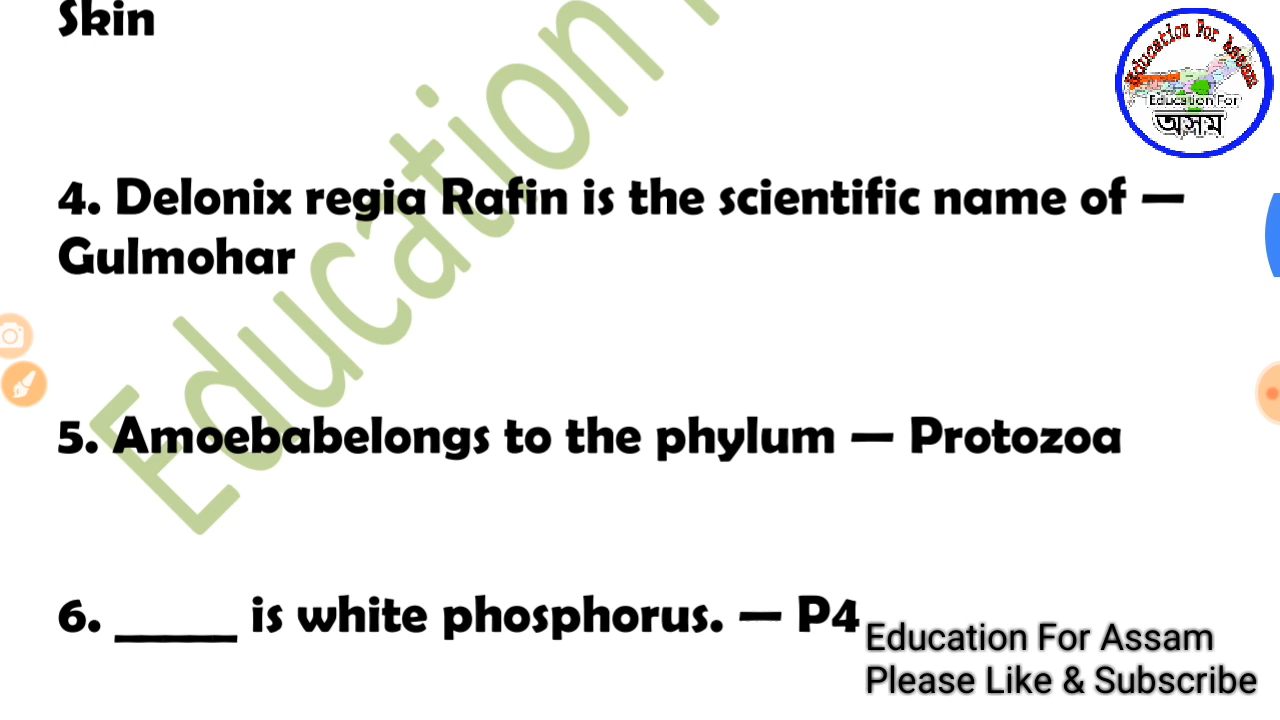 Skin
Education For Assam
Education For
অসম
4. Delonix regia Rafin is the scientific name of —
Gulmohar
Education
5. Amoebabelongs to the phylum — Protozoa
6. _____ is white phosphorus. — P4
Education For Assam
Please Like & Subscribe